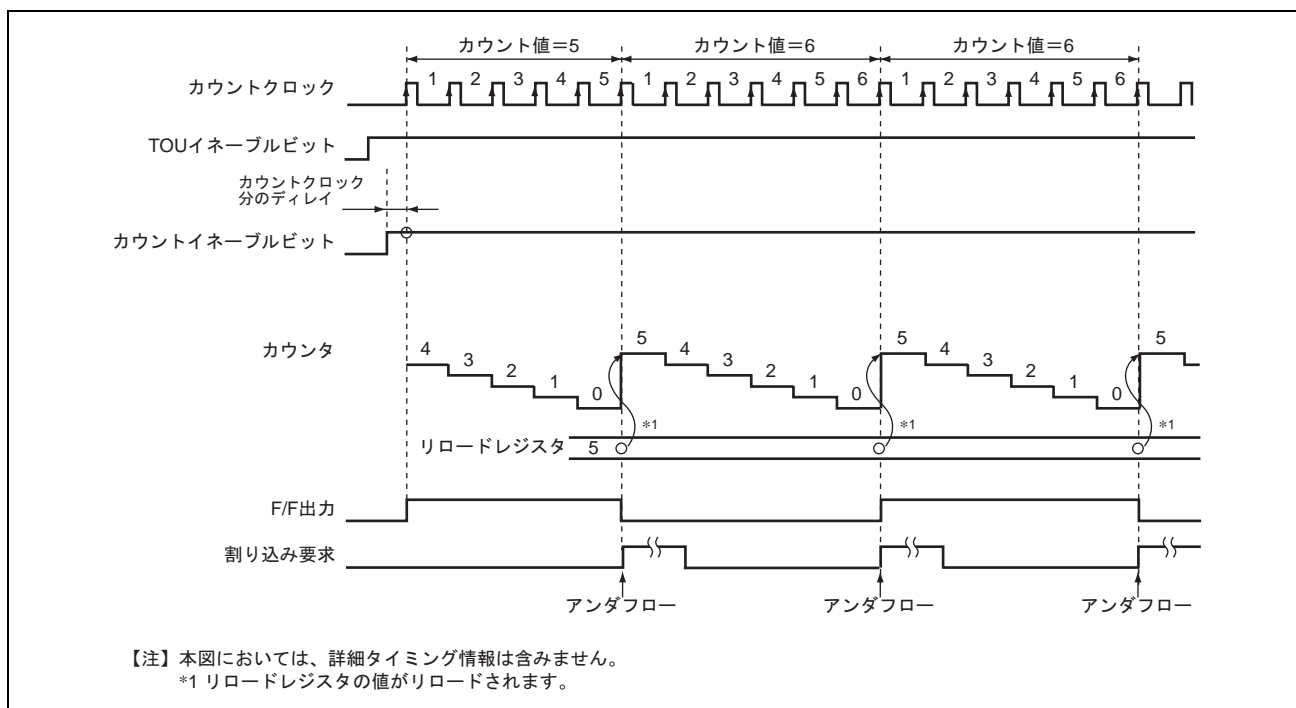 カウント値＝5 カウント値＝6 カウント値＝6
カウントクロック 1 2 3 4 5 1 2 3 4 5 6 1 2 3 4 5 6
TOUイネーブルビット
カウントクロック
分のディレイ
カウントイネーブルビット
カウンタ 4 3 2 1 0 5 4 3 2 1 0 5 4 3 2 1 0 5
*1 *1 *1
リロードレジスタ 5
F/F出力
割り込み要求
アンダフロー アンダフロー アンダフロー
【注】本図においては、詳細タイミング情報は含みません。
*1 リロードレジスタの値がリロードされます。